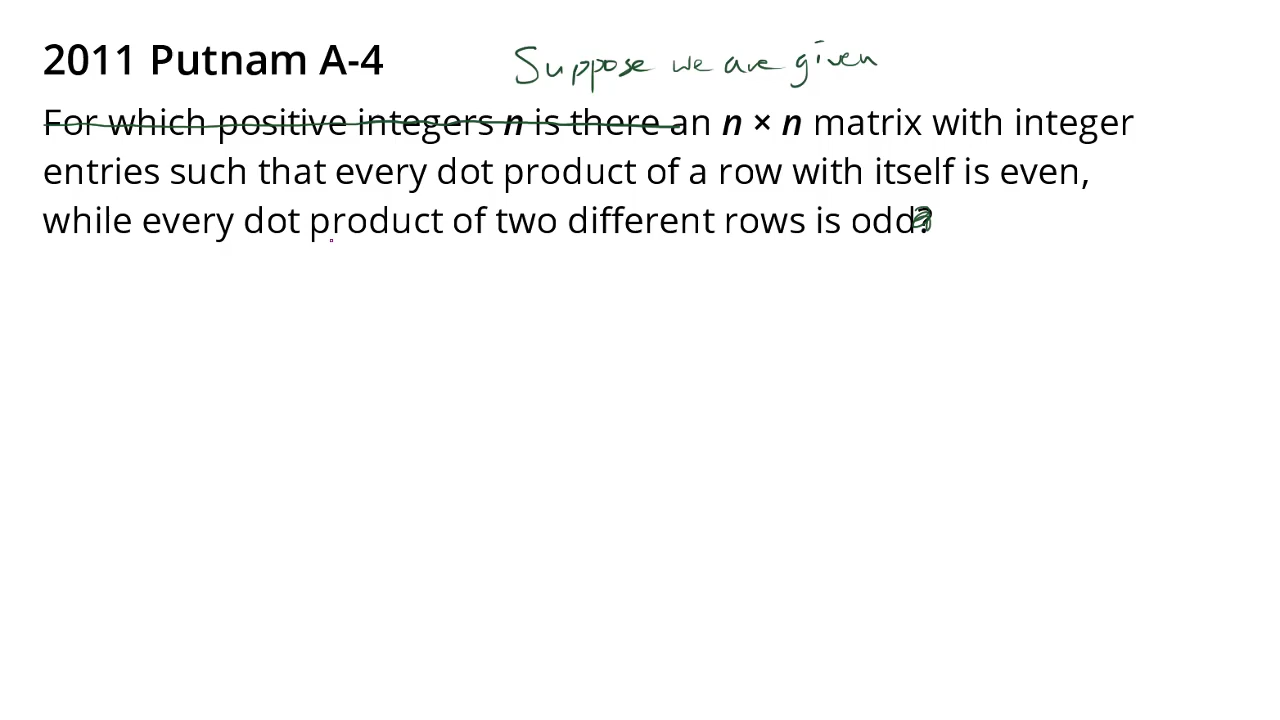 2011 Putnam A-4 Suppose we are given
For which positive integers n is there an n × n matrix with integer
entries such that every dot product of a row with itself is even,
while every dot product of two different rows is odd?